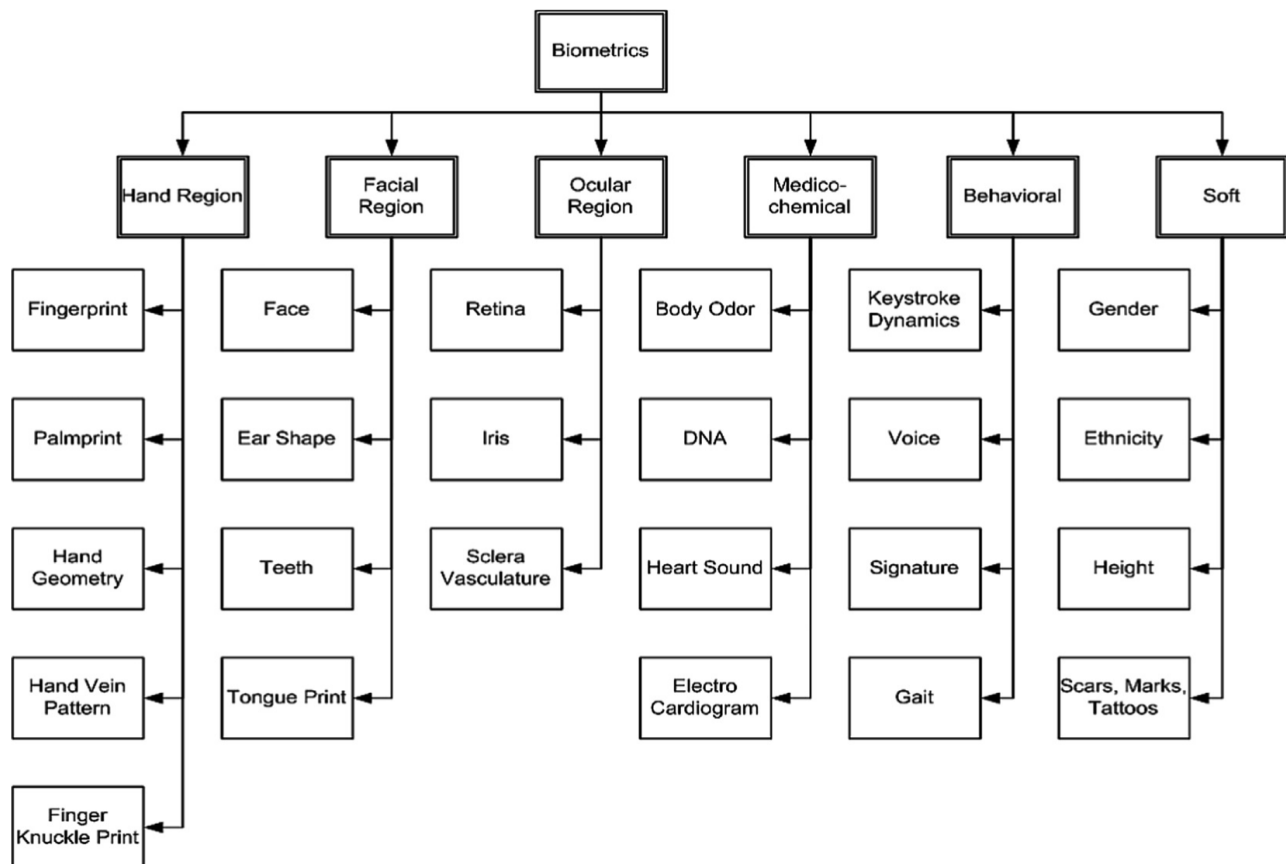 Biometrics
Hand Region
Facial
Region
Ocular
Region
Medico-
chemical
Behavioral
Soft
Fingerprint
Face
Retina
Body Odor
Keystroke
Dynamics
Gender
Palmprint
Ear Shape
Iris
DNA
Voice
Ethnicity
Hand
Geometry
Teeth
Sclera
Vasculature
Heart Sound
Signature
Height
Hand Vein
Pattern
Tongue Print
Electro
Cardiogram
Gait
Scars, Marks,
Tattoos
Finger
Knuckle Print